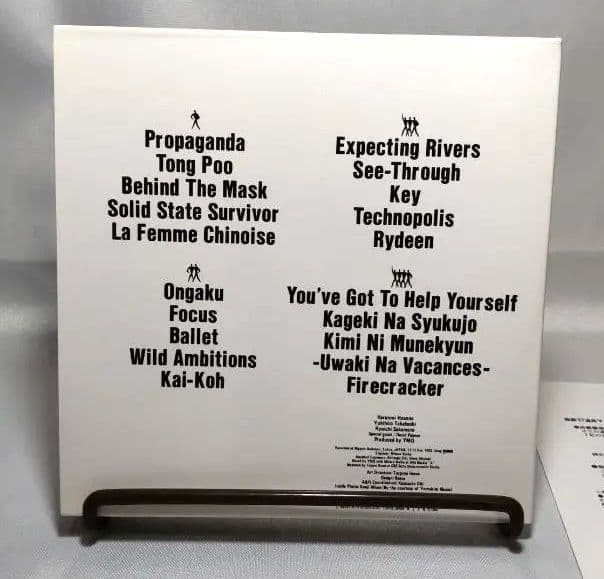 Propaganda
Tong Poo
Behind The Mask
Solid State Survivor
La Femme Chinoise
Expecting Rivers
See-Through
Key
Technopolis
Rydeen
Ongaku
Focus
Ballet
Wild Ambitions
Kai-Koh
You've Got To Help Yourself
Kageki Na Syukujo
Kimi Ni Munekyun
-Uwaki Na Vacances-
Firecracker
Haruomi Hosono
Yukihiro Takahashi
Ryuichi Sakamoto
Produced by YMO